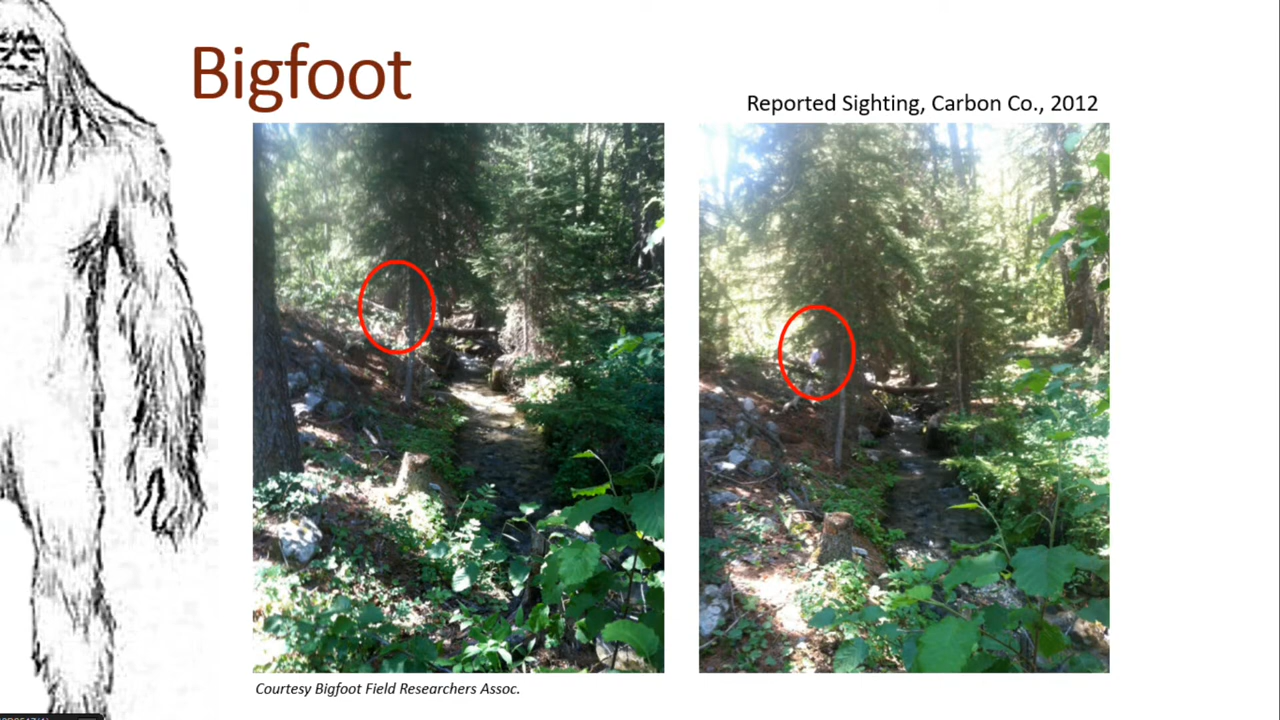 Bigfoot
Reported Sighting, Carbon Co., 2012
Courtesy Bigfoot Field Researchers Assoc.